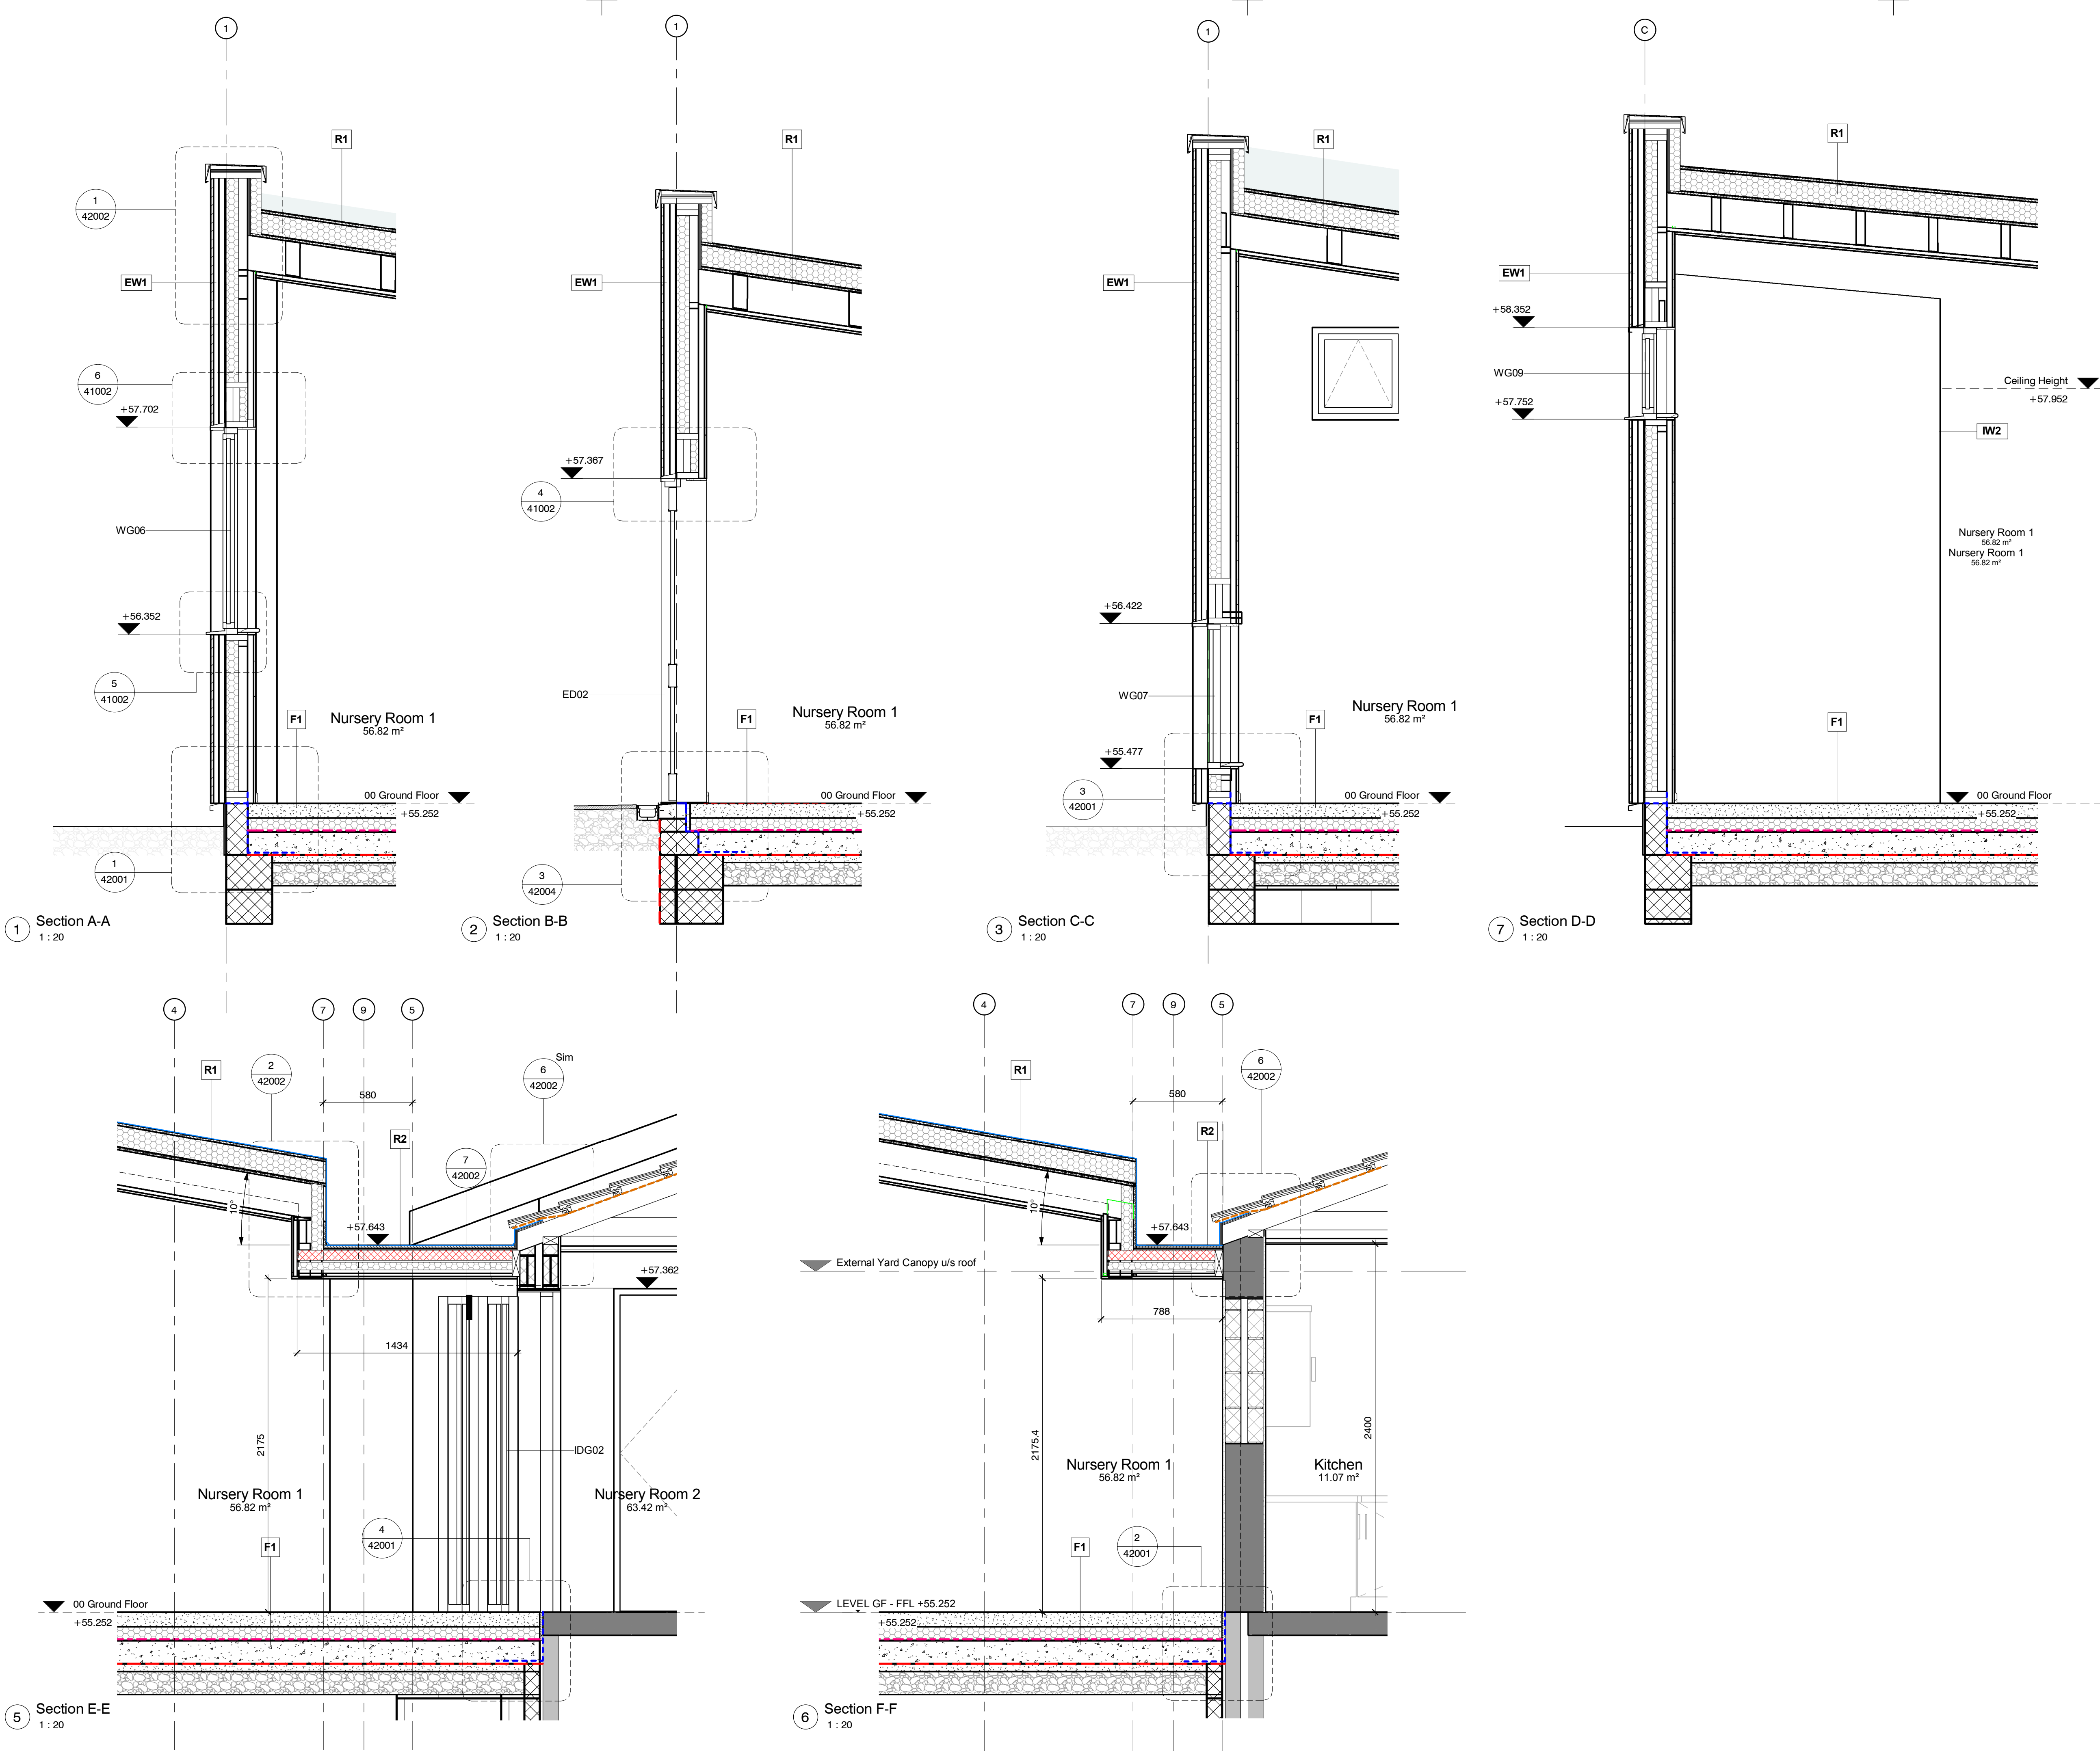 1
R1
1
42002
EW1
6
41002
+57.702
WG06
+56.352
5
41002
F1
Nursery Room 1
56.82 m²
00 Ground Floor
+55.252
1
42001
1
Section A-A
1 : 20
1
R1
EW1
+57.367
4
41002
ED02
F1
Nursery Room 1
56.82 m²
00 Ground Floor
+55.252
3
42004
2
Section B-B
1 : 20
1
R1
EW1
+56.422
WG07
Nursery Room 1
56.82 m²
F1
+55.477
3
42001
00 Ground Floor
+55.252
3
Section C-C
1 : 20
C
R1
EW1
+58.352
WG09
Ceiling Height
+57.952
+57.752
IW2
Nursery Room 1
56.82 m²
Nursery Room 1
56.82 m²
F1
00 Ground Floor
+55.252
7
Section D-D
1 : 20
4
7
9
5
R1
2
42002
Sim
6
42002
580
R2
7
42002
10°
+57.643
+57.362
1434
2175
IDG02
Nursery Room 1
56.82 m²
Nursery Room 2
63.42 m²
4
42001
F1
00 Ground Floor
+55.252
5
Section E-E
1 : 20
4
7
9
5
R1
6
42002
580
R2
10°
+57.643
External Yard Canopy u/s roof
788
2175.4
2400
Nursery Room 1
56.82 m²
Kitchen
11.07 m²
2
42001
F1
LEVEL GF - FFL +55.252
+55.252
6
Section F-F
1 : 20